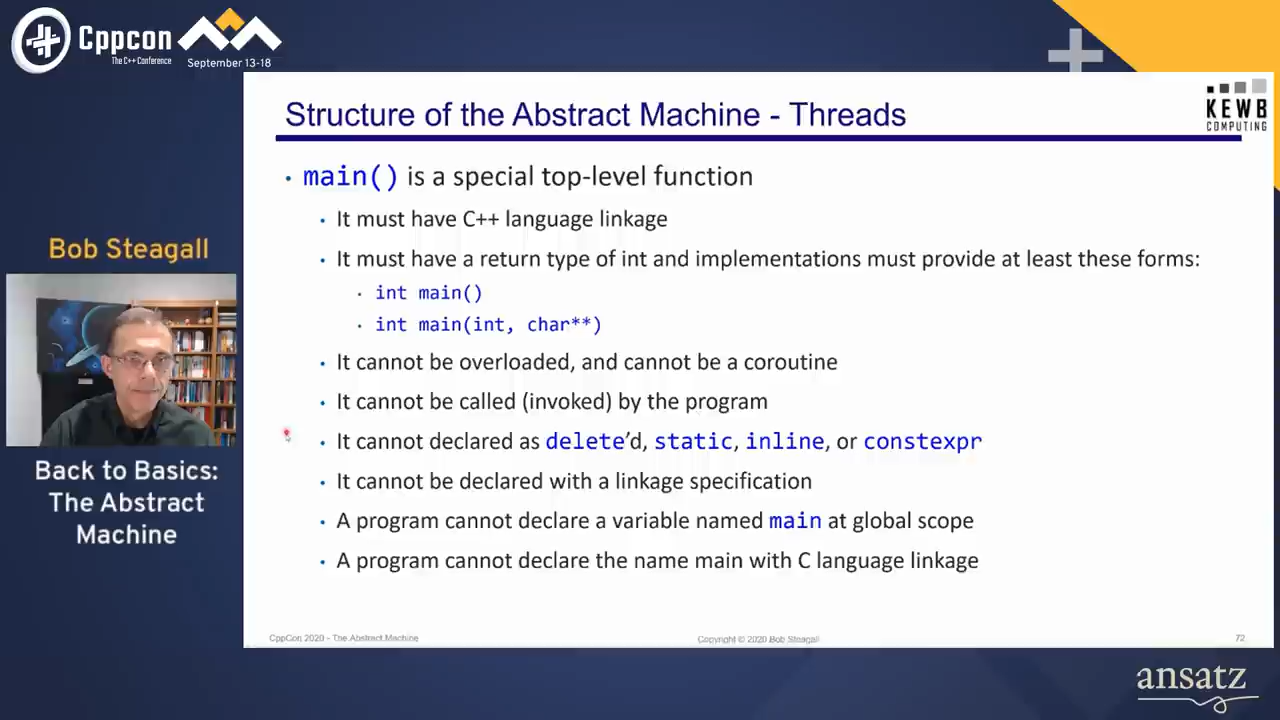 Cppcon
The C++ Conference
September 13-18
Structure of the Abstract Machine - Threads
KEWB
COMPUTING
• main() is a special top-level function
• It must have C++ language linkage
• It must have a return type of int and implementations must provide at least these forms:
• int main()
• int main(int, char**)
• It cannot be overloaded, and cannot be a coroutine
• It cannot be called (invoked) by the program
• It cannot declared as delete’d, static, inline, or constexpr
• It cannot be declared with a linkage specification
• A program cannot declare a variable named main at global scope
• A program cannot declare the name main with C language linkage
Bob Steagall
Back to Basics:
The Abstract
Machine
CppCon 2020 - The Abstract Machine
Copyright © 2020 Bob Steagall
72
ansatz